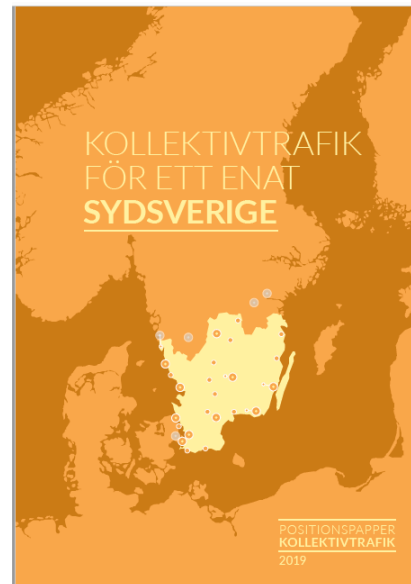 KOLLEKTIVTRAFIK
FÖR ETT ENAT
SYDSVERIGE
POSITIONSPAPPER
KOLLEKTIVTRAFIK
2019